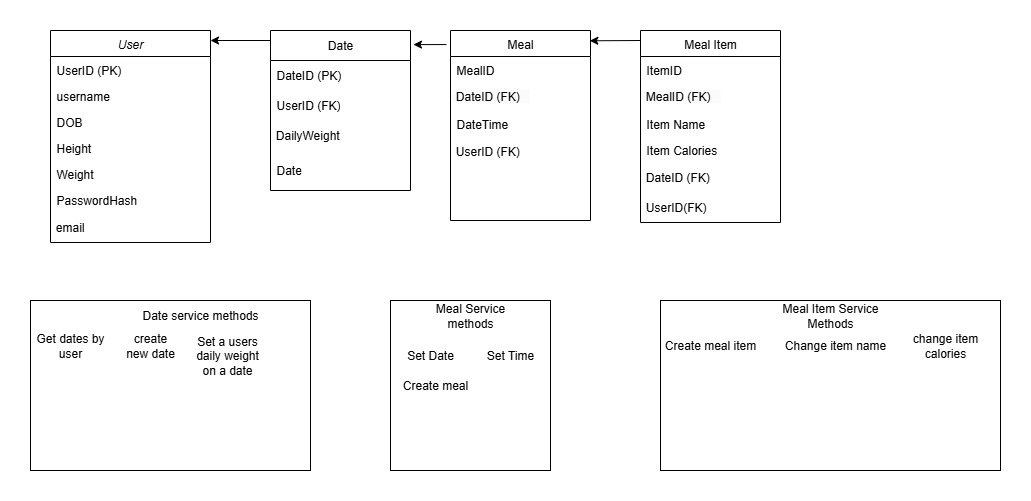 User
UserID (PK)
username
DOB
Height
Weight
PasswordHash
email
Date
DateID (PK)
UserID (FK)
DailyWeight
Date
Meal
MealID
DateID (FK)
DateTime
UserID (FK)
Meal Item
ItemID
MealID (FK)
Item Name
Item Calories
DateID (FK)
UserID(FK)
Date service methods
Get dates by
user
create
new date
Set a users
daily weight
on a date
Meal Service
methods
Set Date
Set Time
Create meal
Meal Item Service
Methods
Create meal item
Change item name
change item
calories